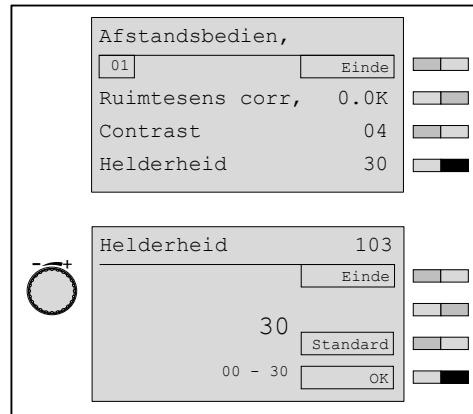 Afstandsbedien,
01 Einde
Ruimtesens corr, 0.0K
Contrast 04
Helderheid 30
Helderheid 103
- +
Einde
30
Standard
00 - 30 OK